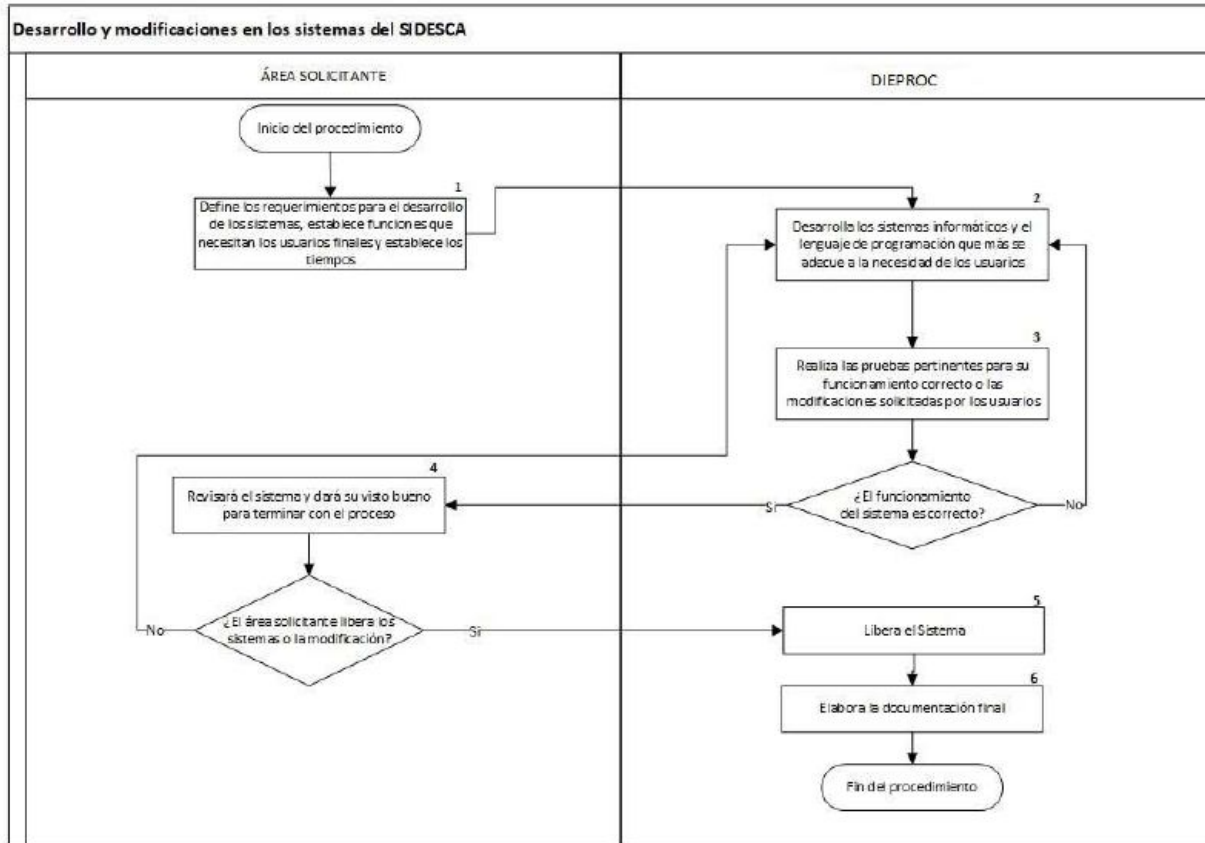 Desarrollo y modificaciones en los sistemas del SIDESCA
ÁREA SOLICITANTE
DIEPROC
Inicio del procedimiento
1
Define los requerimientos para el desarrollo
de los sistemas, establece funciones que
necesitan los usuarios finales y establece los
tiempos
2
Desarrolla los sistemas informáticos y el
lenguaje de programación que más se
adecue a la necesidad de los usuarios
3
Realiza las pruebas pertinentes para su
funcionamiento correcto o las
modificaciones solicitadas por los usuarios
¿El funcionamiento
del sistema es correcto?
Si
No
4
Revisará el sistema y dará su visto bueno
para terminar con el proceso
¿El área solicitante libera los
sistemas o la modificación?
No
Si
5
Libera el Sistema
6
Elabora la documentación final
Fin del procedimiento